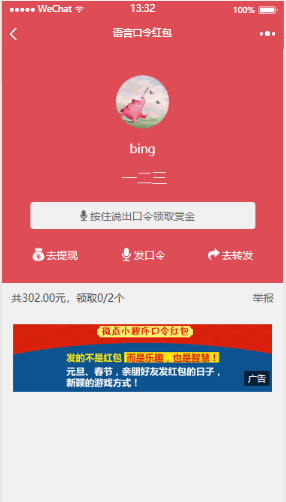 WeChat
13:32
100%
语言口令红包
bing
一二三
按住说出口令领取赏金
去提现
发口令
去转发
共302.00元，领取0/2个
举报
微点小程序口令红包
发的不是红包 而是乐趣，也是智慧！
元旦、春节，亲朋好友发红包的日子，
新颖的游戏方式！
广告